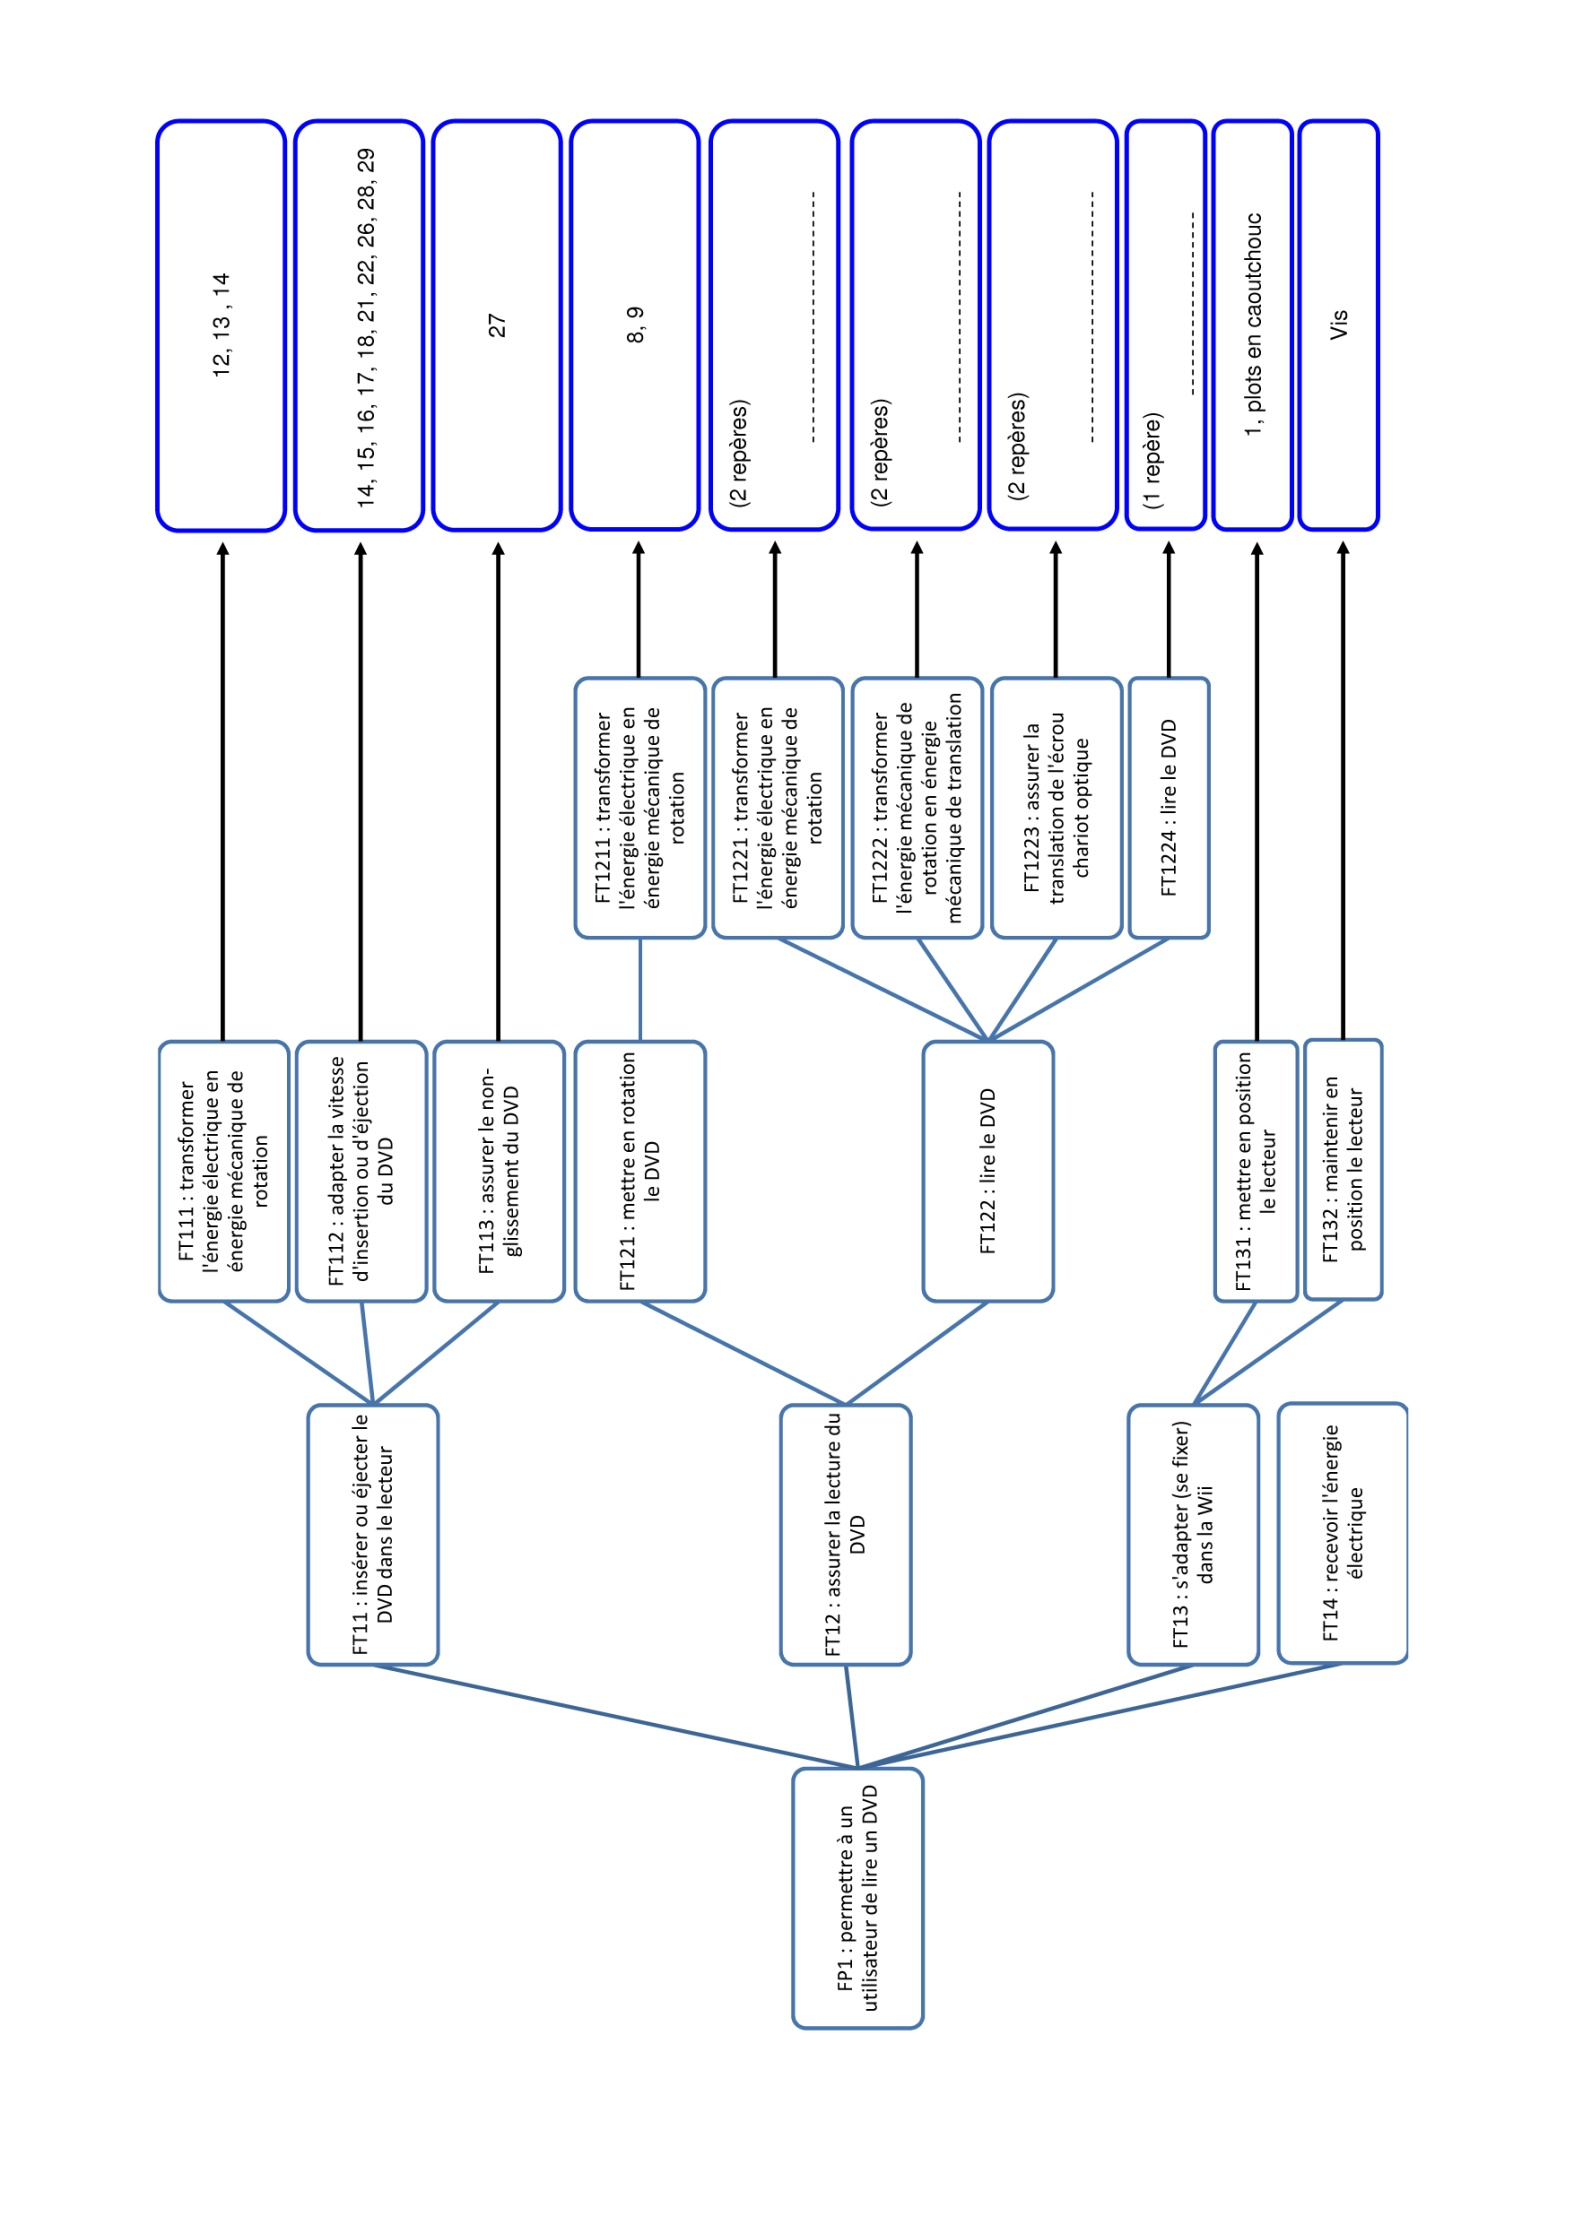 FP1 : permettre à un
utilisateur de lire un DVD
FT11 : insérer ou éjecter le
DVD dans le lecteur
FT111 : transformer
l'énergie électrique en
énergie mécanique de
rotation
12, 13 , 14
FT112 : adapter la vitesse
d'insertion ou d'éjection
du DVD
14, 15, 16, 17, 18, 21, 22, 26, 28, 29
FT113 : assurer le non-
glissement du DVD
27
FT12 : assurer la lecture du
DVD
FT121 : mettre en rotation
le DVD
FT1211 : transformer
l'énergie électrique en
énergie mécanique de
rotation
8, 9
FT122 : lire le DVD
FT1221 : transformer
l'énergie électrique en
énergie mécanique de
rotation
(2 repères)
FT1222 : transformer
l'énergie mécanique de
rotation en énergie
mécanique de translation
(2 repères)
FT1223 : assurer la
translation de l'écrou
chariot optique
(2 repères)
FT1224 : lire le DVD
(1 repère)
FT13 : s'adapter (se fixer)
dans la Wii
FT131 : mettre en position
le lecteur
1, plots en caoutchouc
FT132 : maintenir en
position le lecteur
Vis
FT14 : recevoir l'énergie
électrique